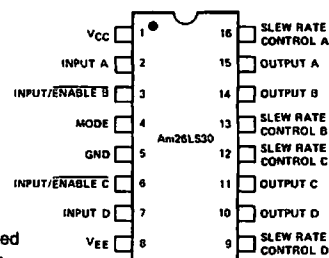 VCC 1 16 SLEW RATE CONTROL A
INPUT A 2 15 OUTPUT A
INPUT/ENABLE B 3 14 OUTPUT B
MODE 4 13 SLEW RATE CONTROL B
Am26LS30
GND 5 12 SLEW RATE CONTROL C
INPUT/ENABLE C 6 11 OUTPUT C
INPUT D 7 10 OUTPUT D
ed VEE 8 9 SLEW RATE CONTROL D